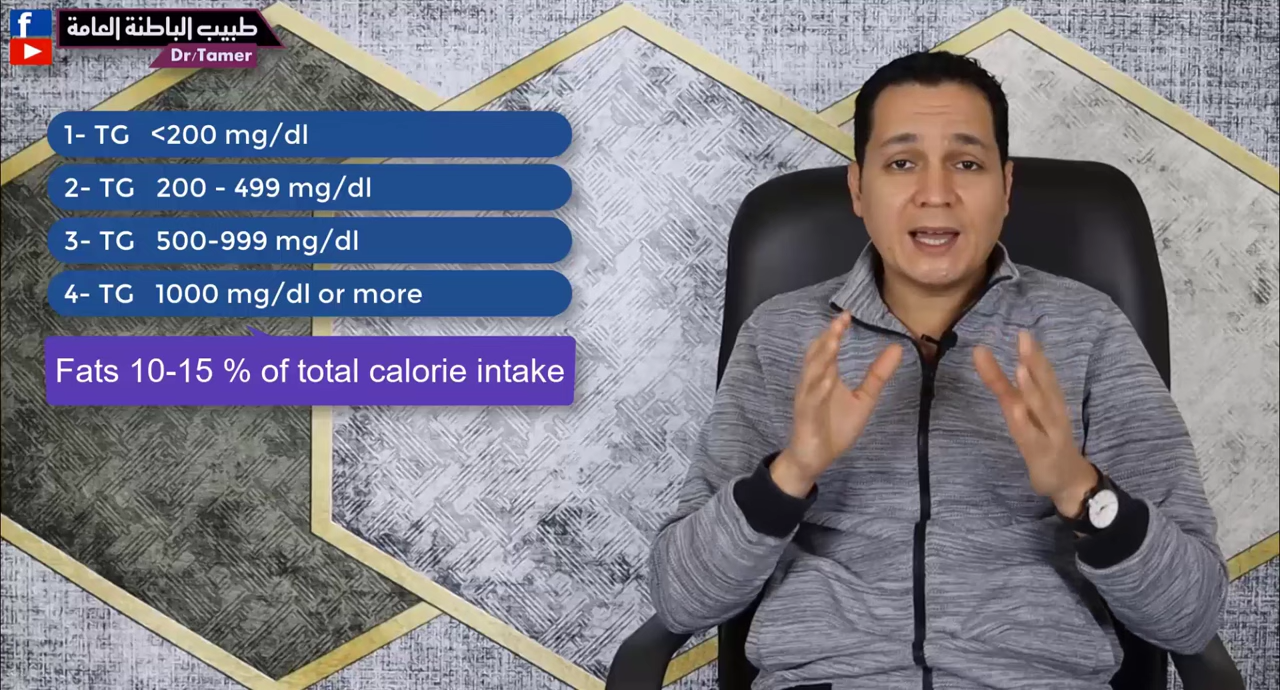 طبيب الباطنة العامة
Dr/Tamer
1- TG <200 mg/dl
2- TG 200 - 499 mg/dl
3- TG 500-999 mg/dl
4- TG 1000 mg/dl or more
Fats 10-15 % of total calorie intake